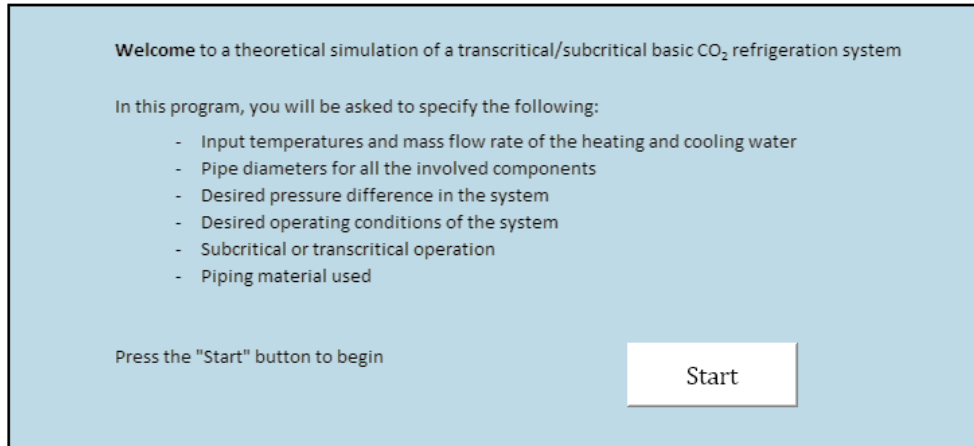 Welcome to a theoretical simulation of a transcritical/subcritical basic CO₂ refrigeration system
In this program, you will be asked to specify the following:
- Input temperatures and mass flow rate of the heating and cooling water
- Pipe diameters for all the involved components
- Desired pressure difference in the system
- Desired operating conditions of the system
- Subcritical or transcritical operation
- Piping material used
Press the "Start" button to begin
Start